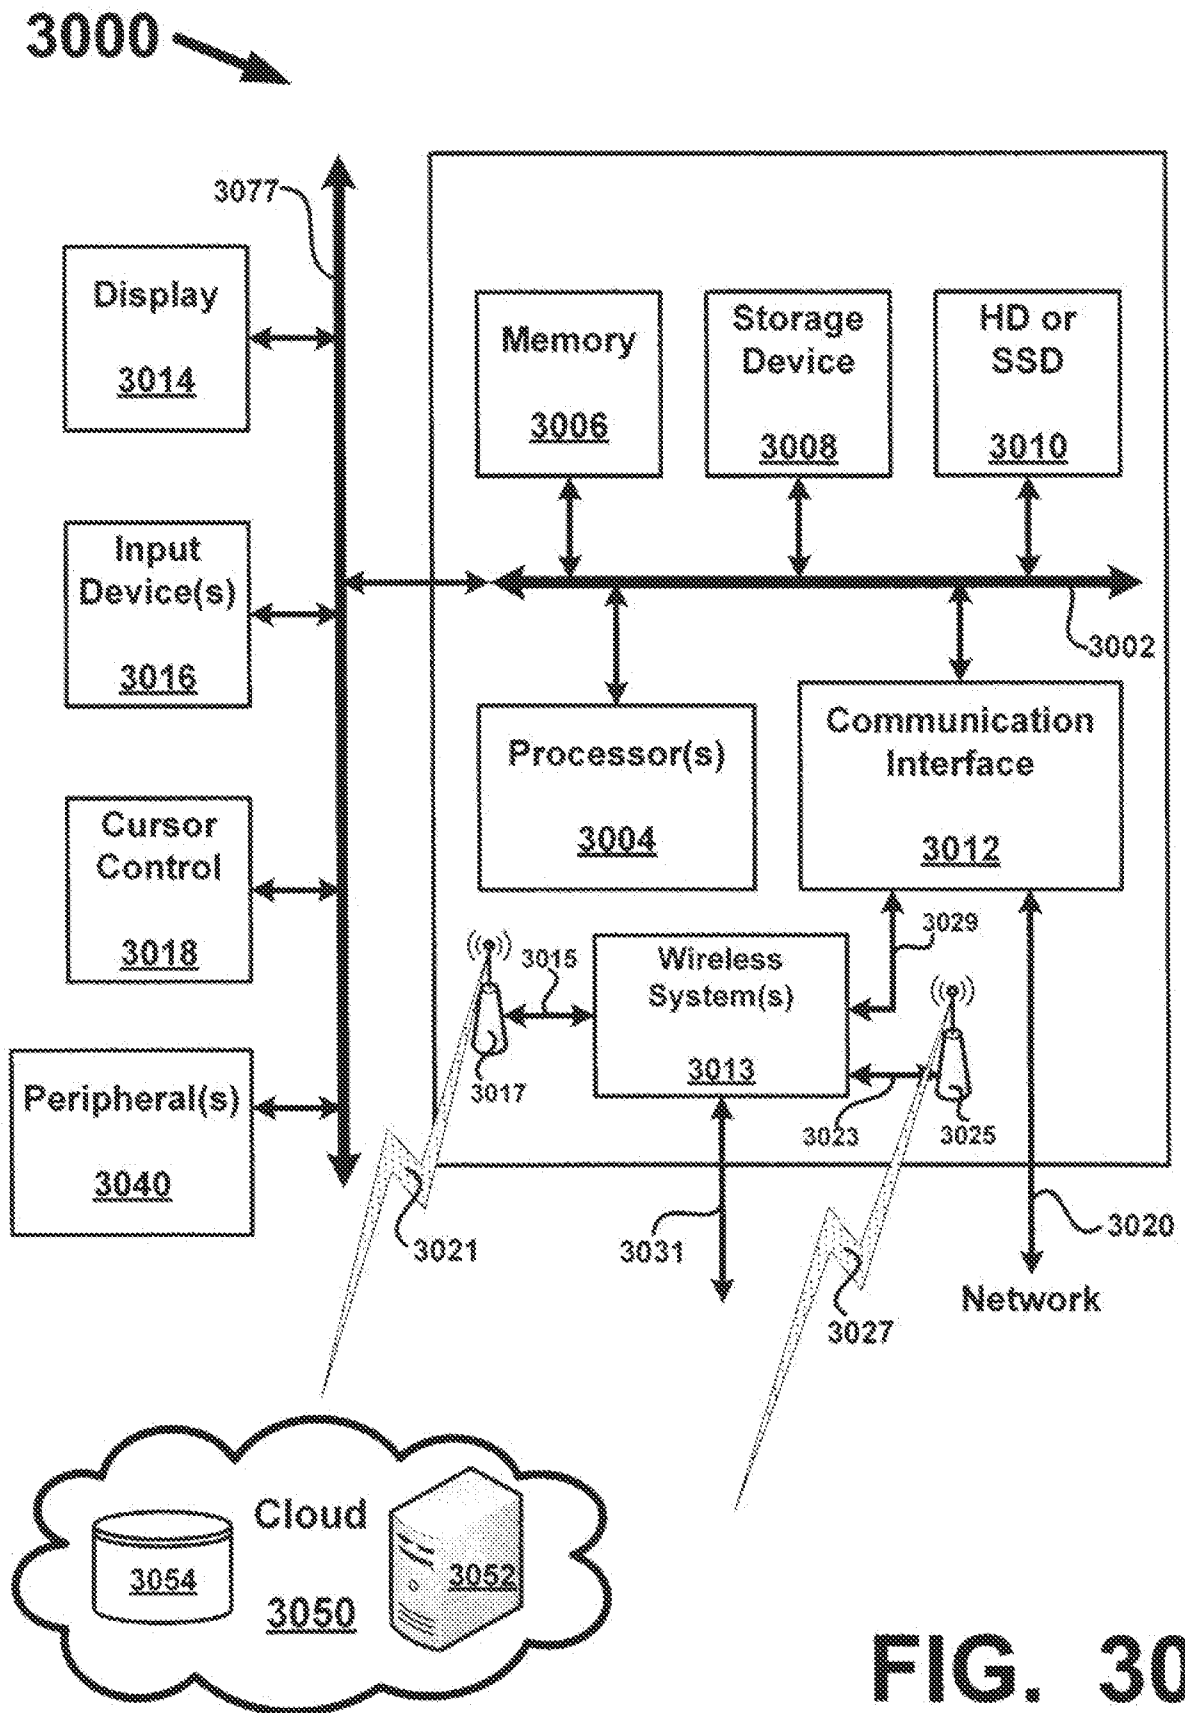 3000
3077
Display
3014
Memory
3006
Storage
Device
3008
HD or
SSD
3010
Input
Device(s)
3016
3002
Processor(s)
3004
Communication
Interface
3012
Cursor
Control
3018
3029
3015
Wireless
System(s)
3013
3017
3023
3025
Peripheral(s)
3040
3021
3031
3020
3027
Network
Cloud
3054
3052
3050
FIG. 30